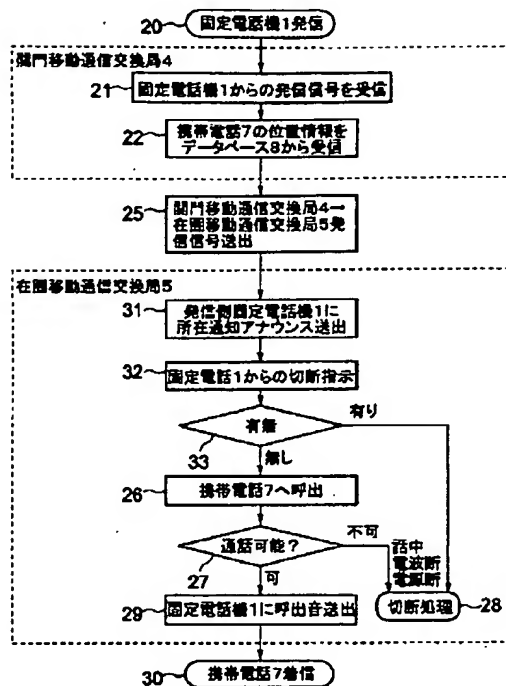 20
固定電話機1発信
関門移動通信交換局4
21
固定電話機1からの発信信号を受信
22
携帯電話7の位置情報を
データベース8から受信
25
関門移動通信交換局4→
在圏移動通信交換局5発
信信号送出
在圏移動通信交換局5
31
発信側固定電話機1に
所在通知アナウンス送出
32
固定電話1からの切断指示
有無
有り
33
無し
26
携帯電話7へ呼出
通話可能?
不可
27
可
話中
電波断
電源断
29
固定電話機1に呼出音送出
切断処理
28
30
携帯電話7着信